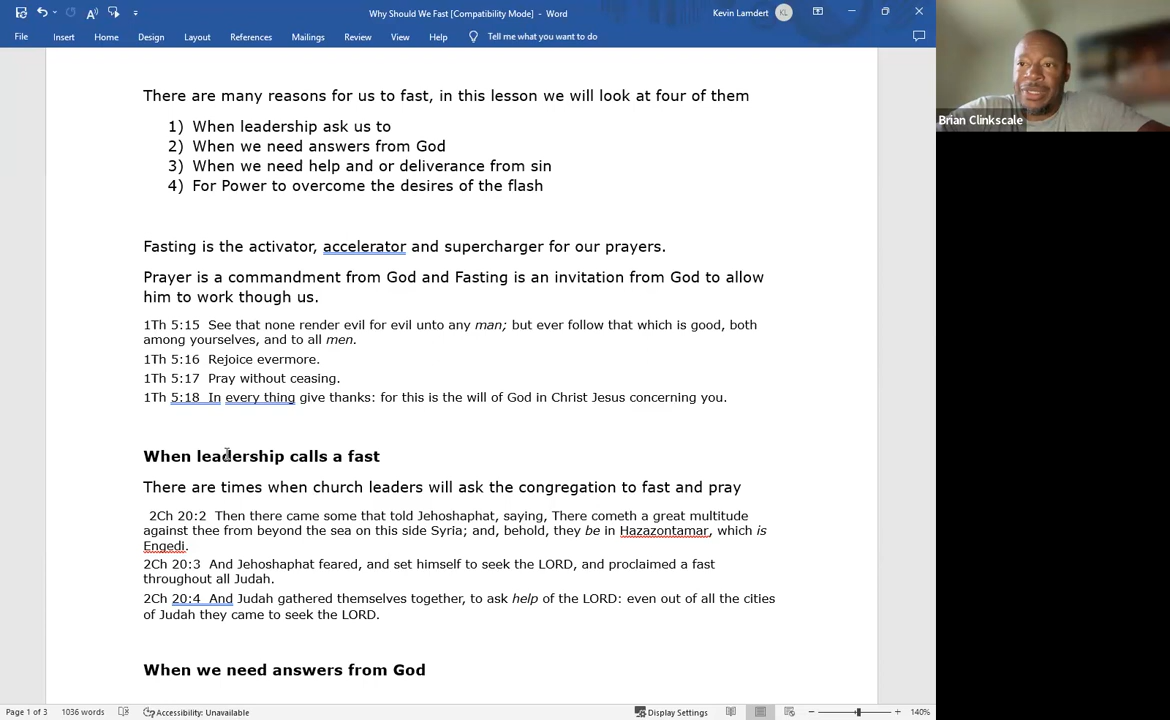 Why Should We Fast [Compatibility Mode] - Word
Kevin Lamdert
KL
File Insert Home Design Layout References Mailings Review View Help Tell me what you want to do
There are many reasons for us to fast, in this lesson we will look at four of them
1) When leadership ask us to
2) When we need answers from God
3) When we need help and or deliverance from sin
4) For Power to overcome the desires of the flash
Fasting is the activator, accelerator and supercharger for our prayers.
Prayer is a commandment from God and Fasting is an invitation from God to allow
him to work though us.
1Th 5:15 See that none render evil for evil unto any man; but ever follow that which is good, both
among yourselves, and to all men.
1Th 5:16 Rejoice evermore.
1Th 5:17 Pray without ceasing.
1Th 5:18 In every thing give thanks: for this is the will of God in Christ Jesus concerning you.
When leadership calls a fast
There are times when church leaders will ask the congregation to fast and pray
2Ch 20:2 Then there came some that told Jehoshaphat, saying, There cometh a great multitude
against thee from beyond the sea on this side Syria; and, behold, they be in Hazazontamar, which is
Engedi.
2Ch 20:3 And Jehoshaphat feared, and set himself to seek the LORD, and proclaimed a fast
throughout all Judah.
2Ch 20:4 And Judah gathered themselves together, to ask help of the LORD: even out of all the cities
of Judah they came to seek the LORD.
When we need answers from God
Page 1 of 3 1036 words Accessibility: Unavailable Display Settings 140%
Brian Clinkscale